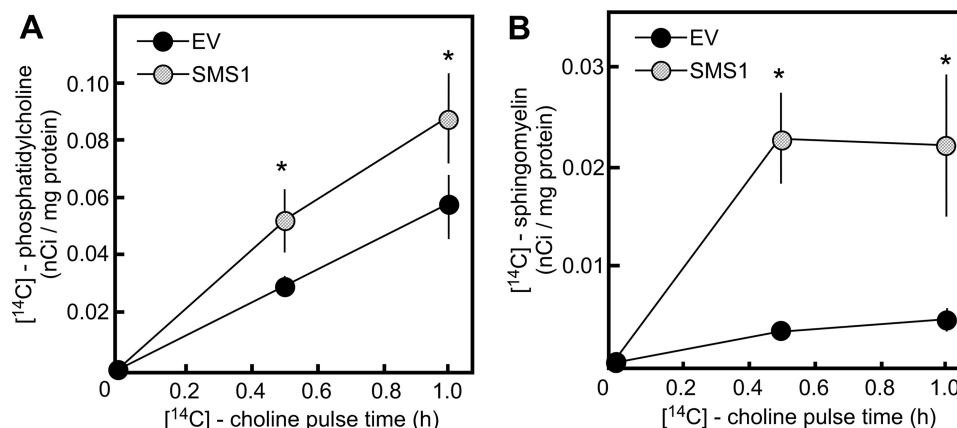 A
EV
SMS1
*
*
0.10
0.08
0.06
0.04
0.02
0
0.2
0.4
0.6
0.8
1.0
[¹⁴C] - phosphatidylcholine
(nCi / mg protein)
[¹⁴C] - choline pulse time (h)
B
EV
SMS1
*
*
0.03
0.02
0.01
0
0.2
0.4
0.6
0.8
1.0
[¹⁴C] - sphingomyelin
(nCi / mg protein)
[¹⁴C] - choline pulse time (h)